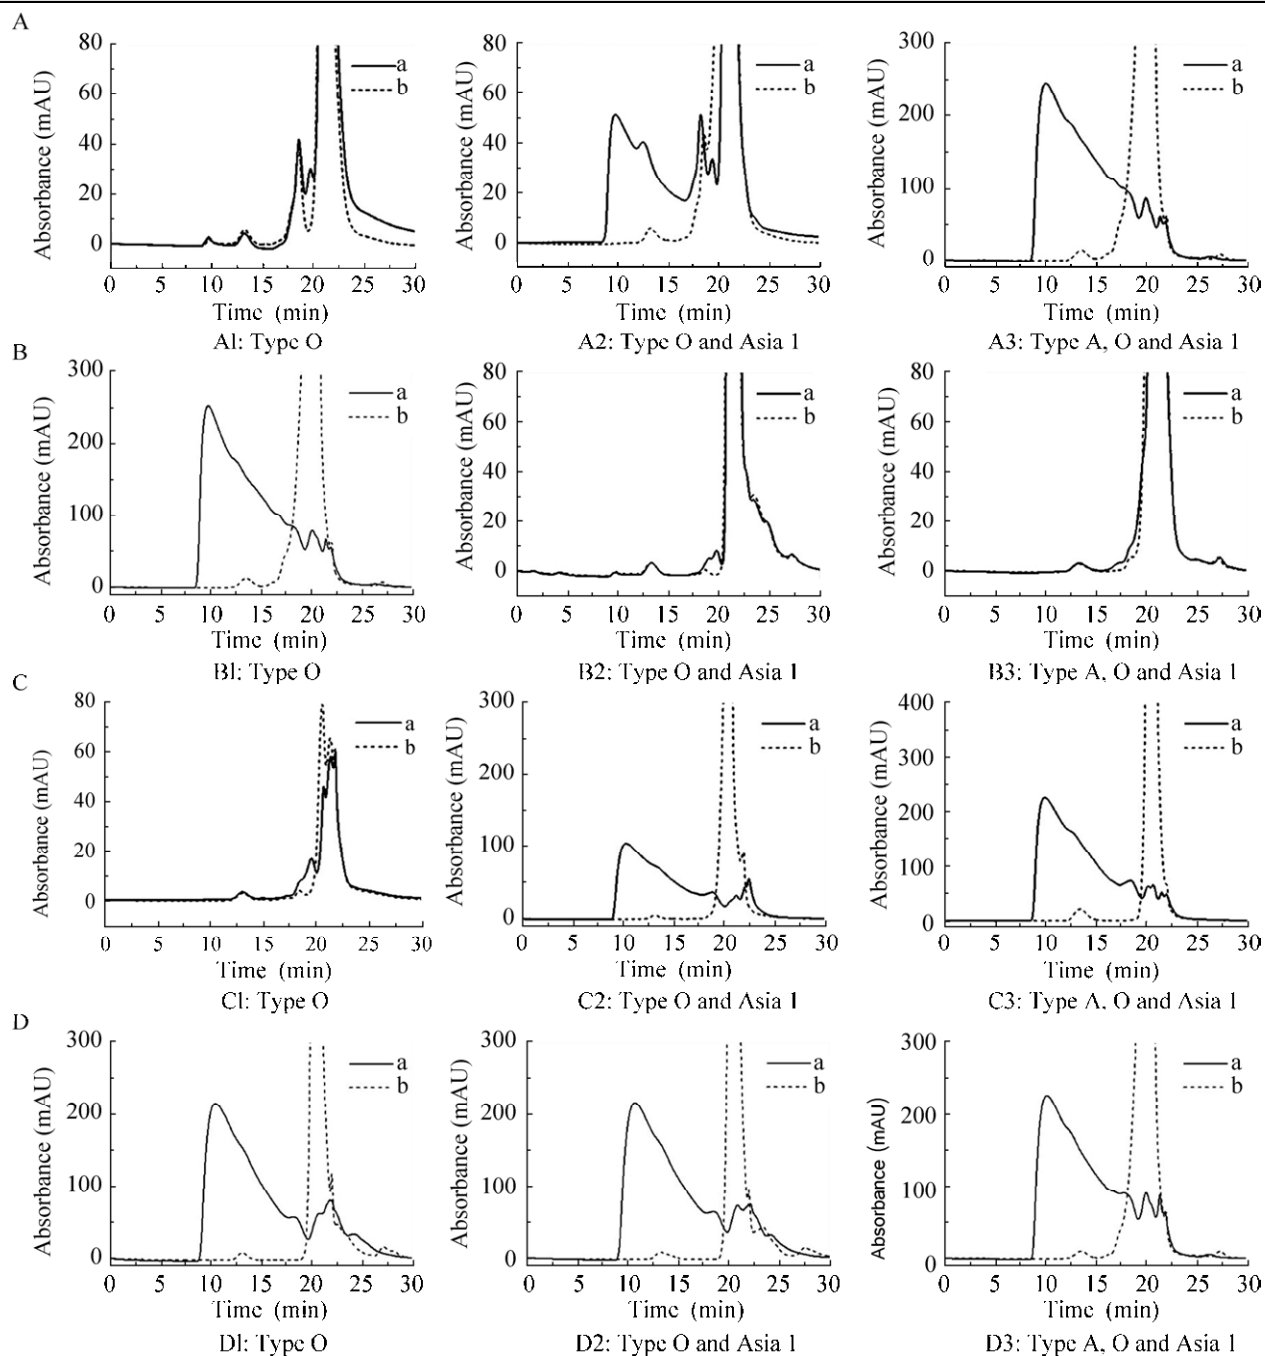 A
Absorbance (mAU)
80
60
40
20
0
a
b
0 5 10 15 20 25 30
Time (min)
A1: Type O
Absorbance (mAU)
80
60
40
20
0
a
b
0 5 10 15 20 25 30
Time (min)
A2: Type O and Asia 1
Absorbance (mAU)
300
200
100
0
a
b
0 5 10 15 20 25 30
Time (min)
A3: Type A, O and Asia 1
B
Absorbance (mAU)
300
200
100
0
a
b
0 5 10 15 20 25 30
Time (min)
B1: Type O
Absorbance (mAU)
80
60
40
20
0
a
b
0 5 10 15 20 25 30
Time (min)
B2: Type O and Asia 1
Absorbance (mAU)
80
60
40
20
0
a
b
0 5 10 15 20 25 30
Time (min)
B3: Type A, O and Asia 1
C
Absorbance (mAU)
80
60
40
20
0
a
b
0 5 10 15 20 25 30
Time (min)
C1: Type O
Absorbance (mAU)
300
200
100
0
a
b
0 5 10 15 20 25 30
Time (min)
C2: Type O and Asia 1
Absorbance (mAU)
400
300
200
100
0
a
b
0 5 10 15 20 25 30
Time (min)
C3: Type A, O and Asia 1
D
Absorbance (mAU)
300
200
100
0
a
b
0 5 10 15 20 25 30
Time (min)
D1: Type O
Absorbance (mAU)
300
200
100
0
a
b
0 5 10 15 20 25 30
Time (min)
D2: Type O and Asia 1
Absorbance (mAU)
300
200
100
0
a
b
0 5 10 15 20 25 30
Time (min)
D3: Type A, O and Asia 1